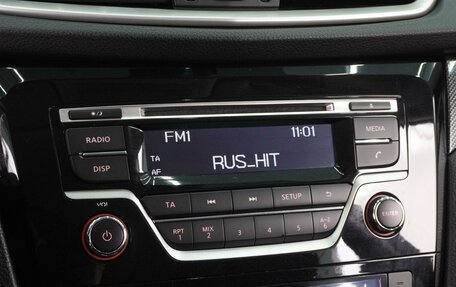 RADIO
FM1 11:01
MEDIA
DISP
TA
RUS_HIT
AF
TA
SETUP
VOL
ENTER
RPT 1
MIX 2
3
4
5
A-Z 6